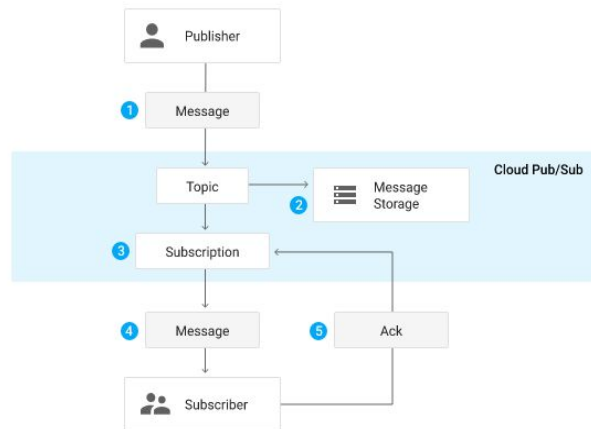 Publisher
1 Message
Cloud Pub/Sub
Topic
2 Message
Storage
3 Subscription
4 Message
5 Ack
Subscriber